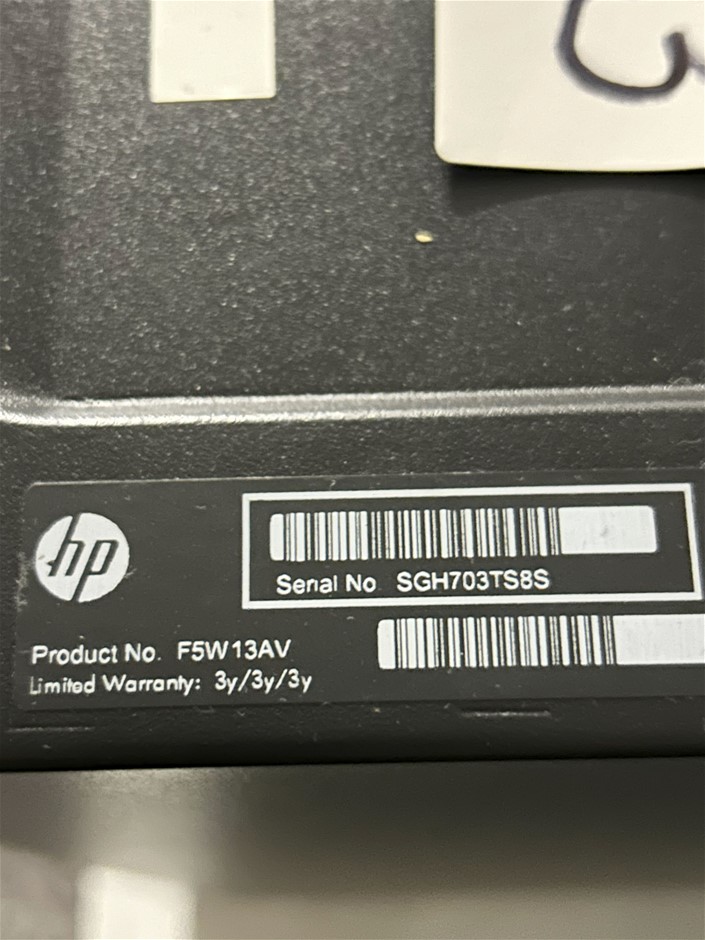 hp
Serial No. SGH703TS8S
Product No. F5W13AV
Limited Warranty: 3y/3y/3y